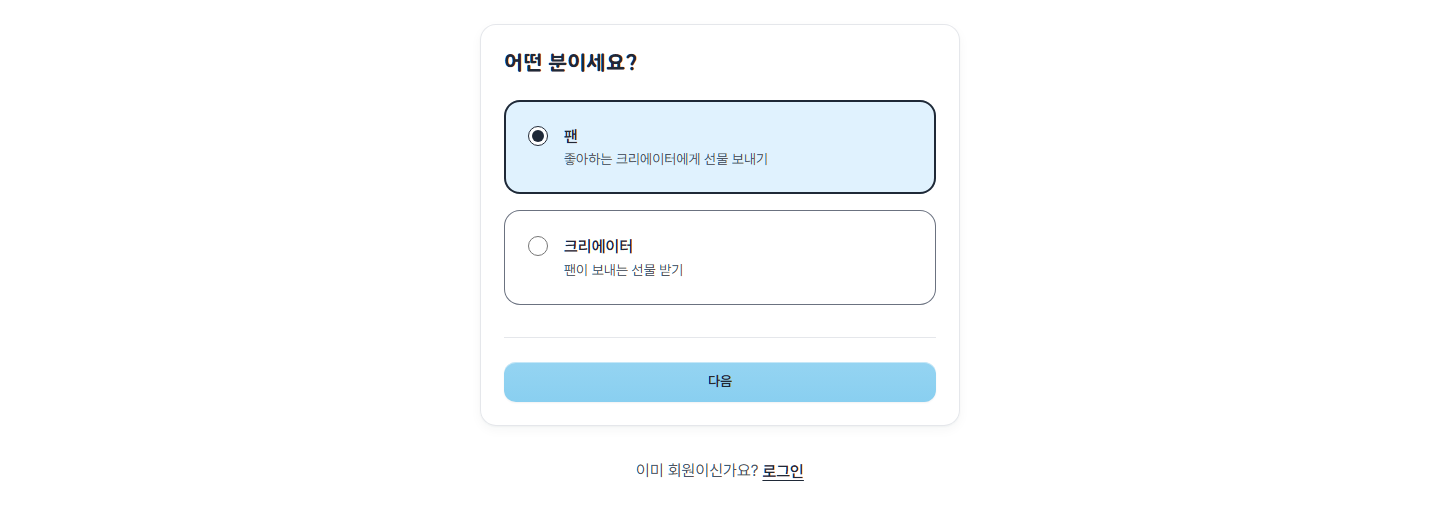 어떤 분이세요?
팬
좋아하는 크리에이터에게 선물 보내기
크리에이터
팬이 보내는 선물 받기
다음
이미 회원이신가요? 로그인